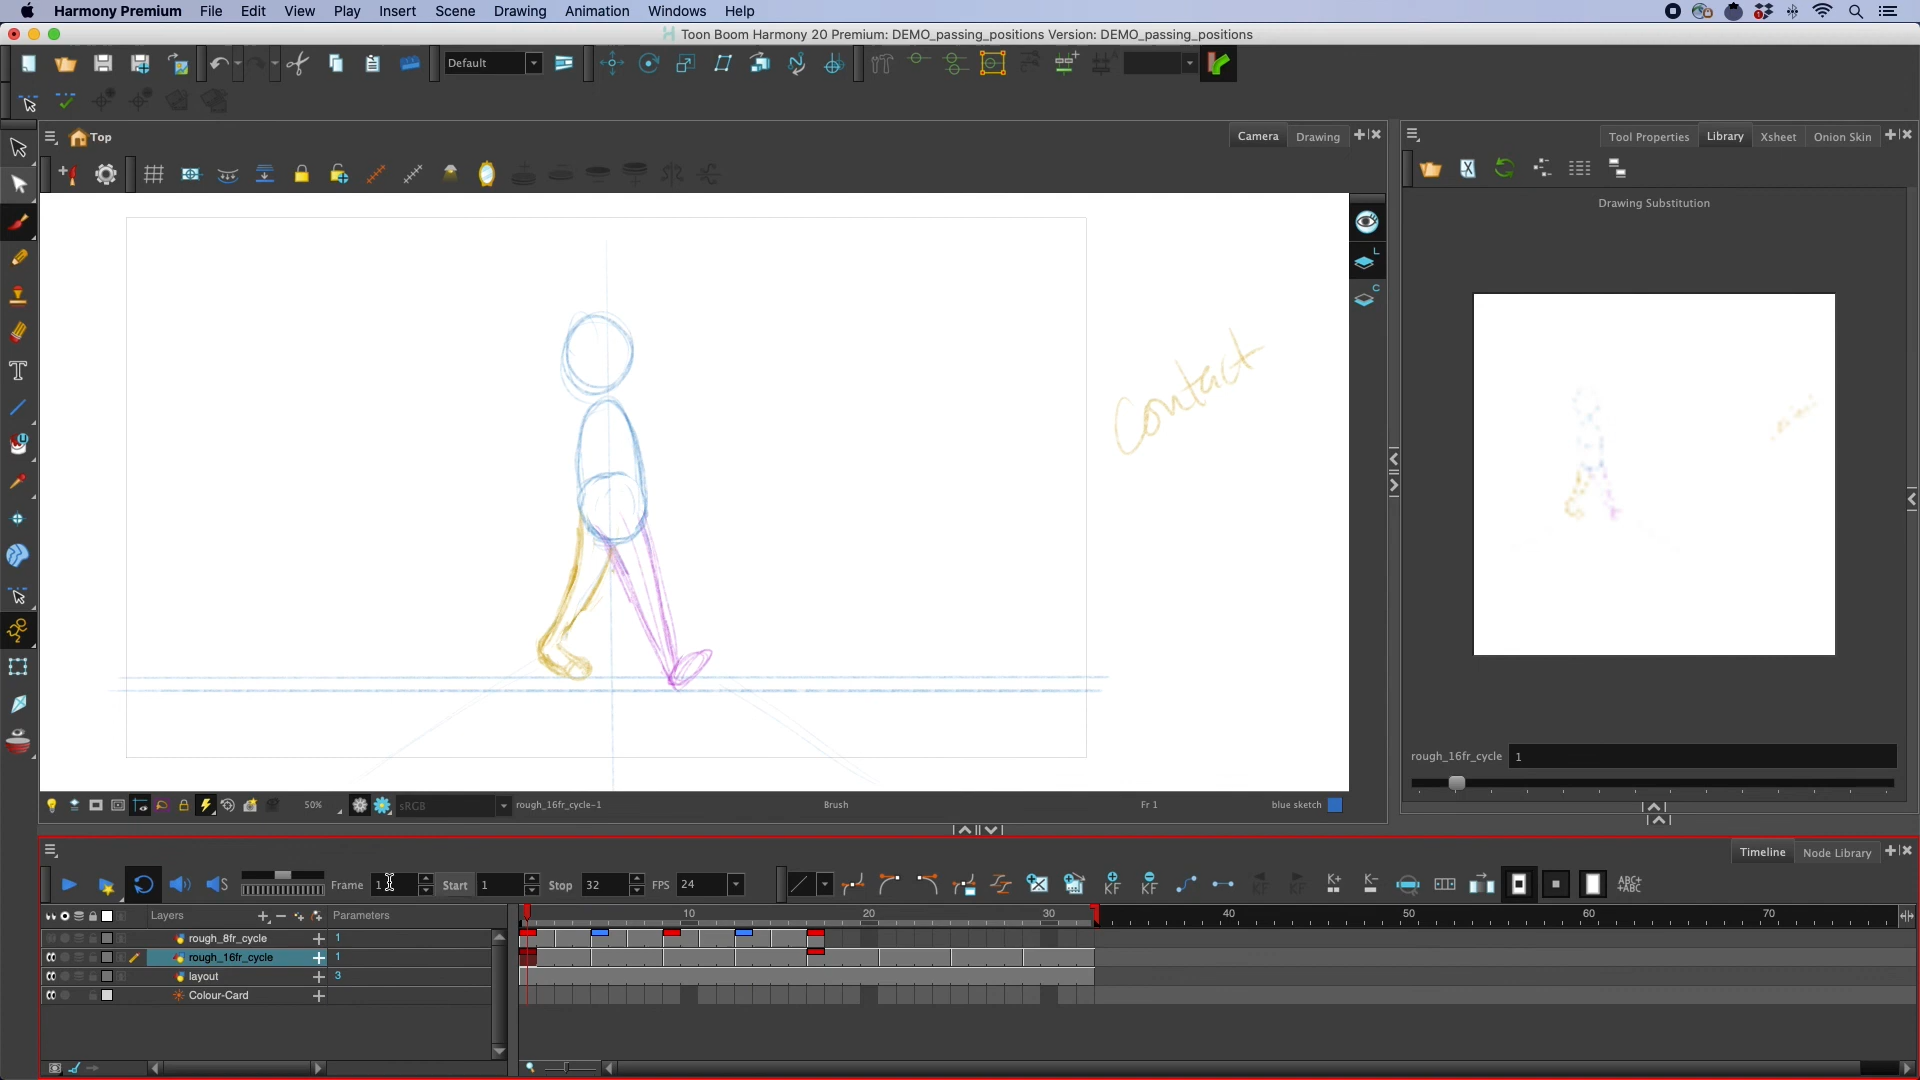 Harmony Premium File Edit View Play Insert Scene Drawing Animation Windows Help
Toon Boom Harmony 20 Premium: DEMO_passing_positions Version: DEMO_passing_positions
Default
Top
Camera Drawing
Tool Properties Library Xsheet Onion Skin
Drawing Substitution
L
C
Contact
rough_16fr_cycle 1
50% sRGB rough_16fr_cycle-1 Brush Fr 1 blue sketch
Timeline Node Library
Frame 1 Start 1 Stop 32 FPS 24
Layers Parameters 10 20 30 40 50 60 70
rough_8fr_cycle 1
rough_16fr_cycle 1
layout 3
Colour-Card